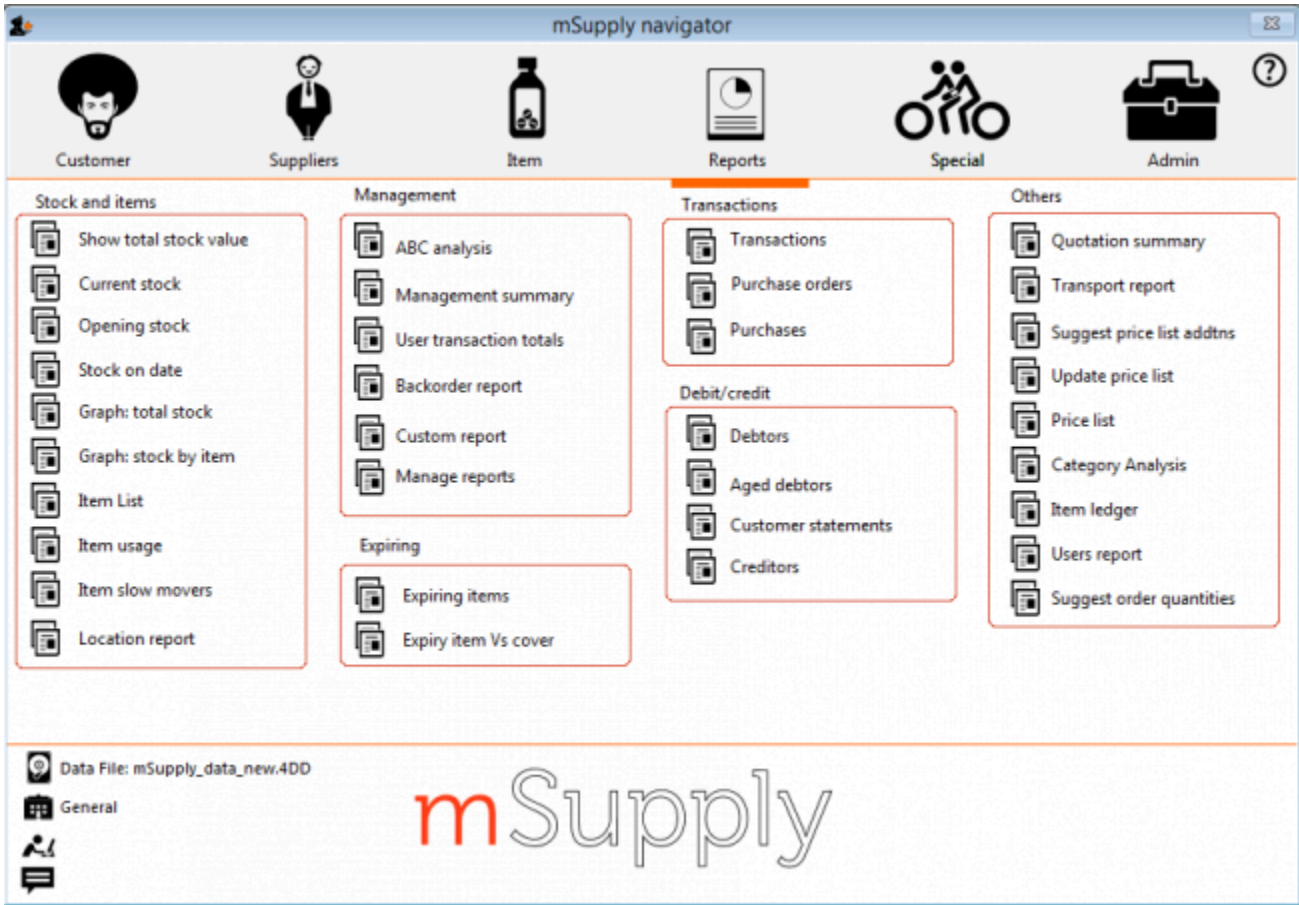 mSupply navigator
?
Customer
Suppliers
Item
Reports
Special
Admin
Stock and items
Show total stock value
Current stock
Opening stock
Stock on date
Graph: total stock
Graph: stock by item
Item List
Item usage
Item slow movers
Location report
Management
ABC analysis
Management summary
User transaction totals
Backorder report
Custom report
Manage reports
Expiring
Expiring items
Expiry item Vs cover
Transactions
Transactions
Purchase orders
Purchases
Debit/credit
Debtors
Aged debtors
Customer statements
Creditors
Others
Quotation summary
Transport report
Suggest price list addtns
Update price list
Price list
Category Analysis
Item ledger
Users report
Suggest order quantities
Data File: mSupply_data_new.4DD
General
mSupply